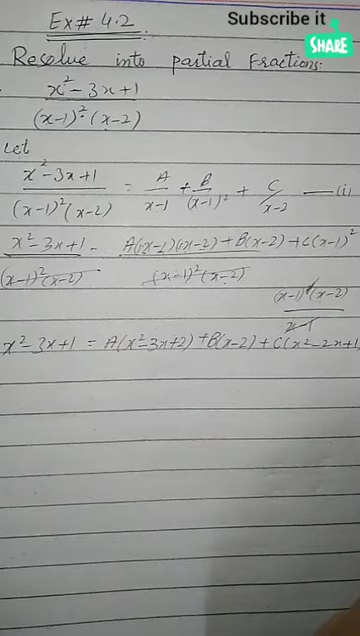 Ex# 4.2
Subscribe it
SHARE
Resolve into partial Fractions:
x²-3x+1
(x-1)²(x-2)
Let
x²-3x+1 / (x-1)²(x-2) = A/x-1 + B/(x-1)² + C/x-2 —(i)
x²-3x+1 / (x-1)²(x-2) = A(x-1)(x-2)+B(x-2)+C(x-1)² / (x-1)²(x-2)
(x-1)²(x-2) / x-1
x²-3x+1 = A(x²-3x+2)+B(x-2)+C(x²-2x+1